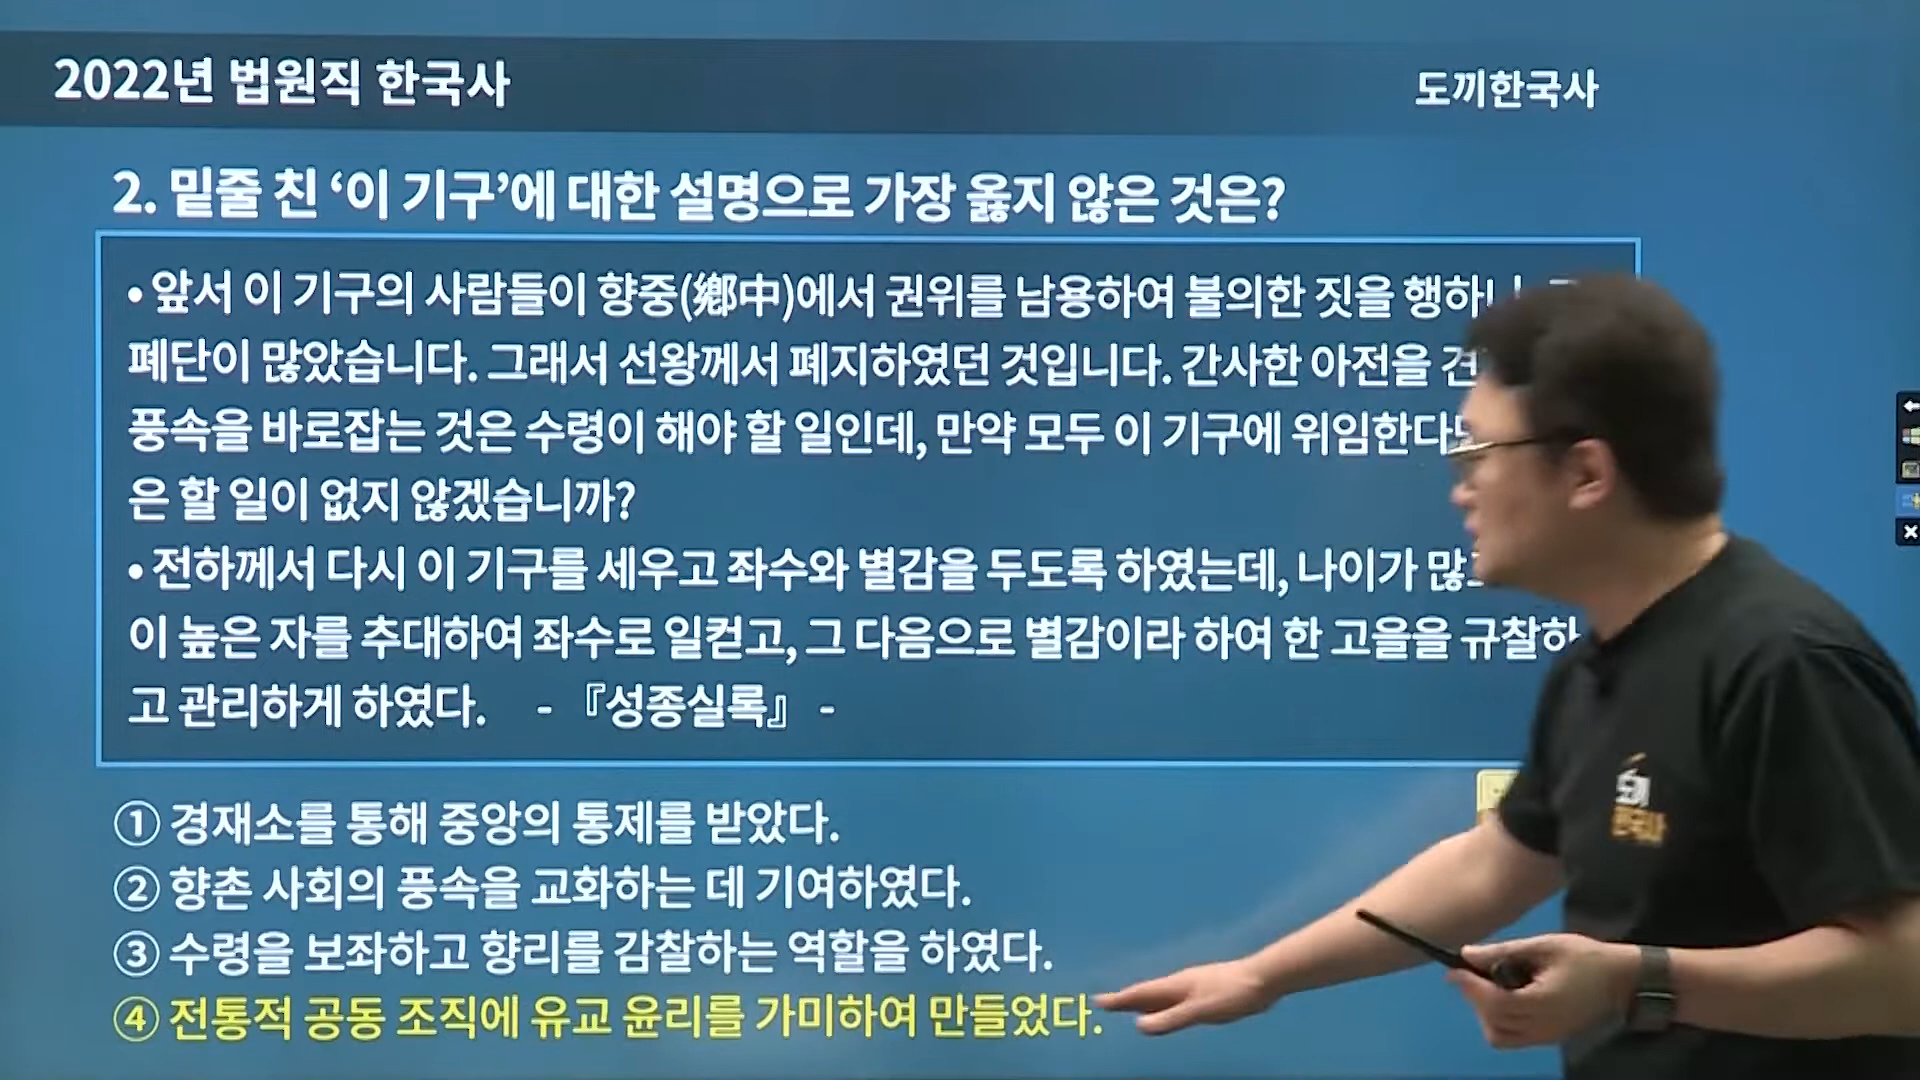 2022년 법원직 한국사
도끼한국사
2. 밑줄 친 ‘이 기구’에 대한 설명으로 가장 옳지 않은 것은?
• 앞서 이 기구의 사람들이 향중(鄕中)에서 권위를 남용하여 불의한 짓을 행하니
폐단이 많았습니다. 그래서 선왕께서 폐지하였던 것입니다. 간사한 아전을
풍속을 바로잡는 것은 수령이 해야 할 일인데, 만약 모두 이 기구에 위임한다
은 할 일이 없지 않겠습니까?
• 전하께서 다시 이 기구를 세우고 좌수와 별감을 두도록 하였는데, 나이가
이 높은 자를 추대하여 좌수로 일컫고, 그 다음으로 별감이라 하여 한 고을을 규찰하
고 관리하게 하였다. - 『성종실록』 -
① 경재소를 통해 중앙의 통제를 받았다.
② 향촌 사회의 풍속을 교화하는 데 기여하였다.
③ 수령을 보좌하고 향리를 감찰하는 역할을 하였다.
④ 전통적 공동 조직에 유교 윤리를 가미하여 만들었다.
도끼
한국사